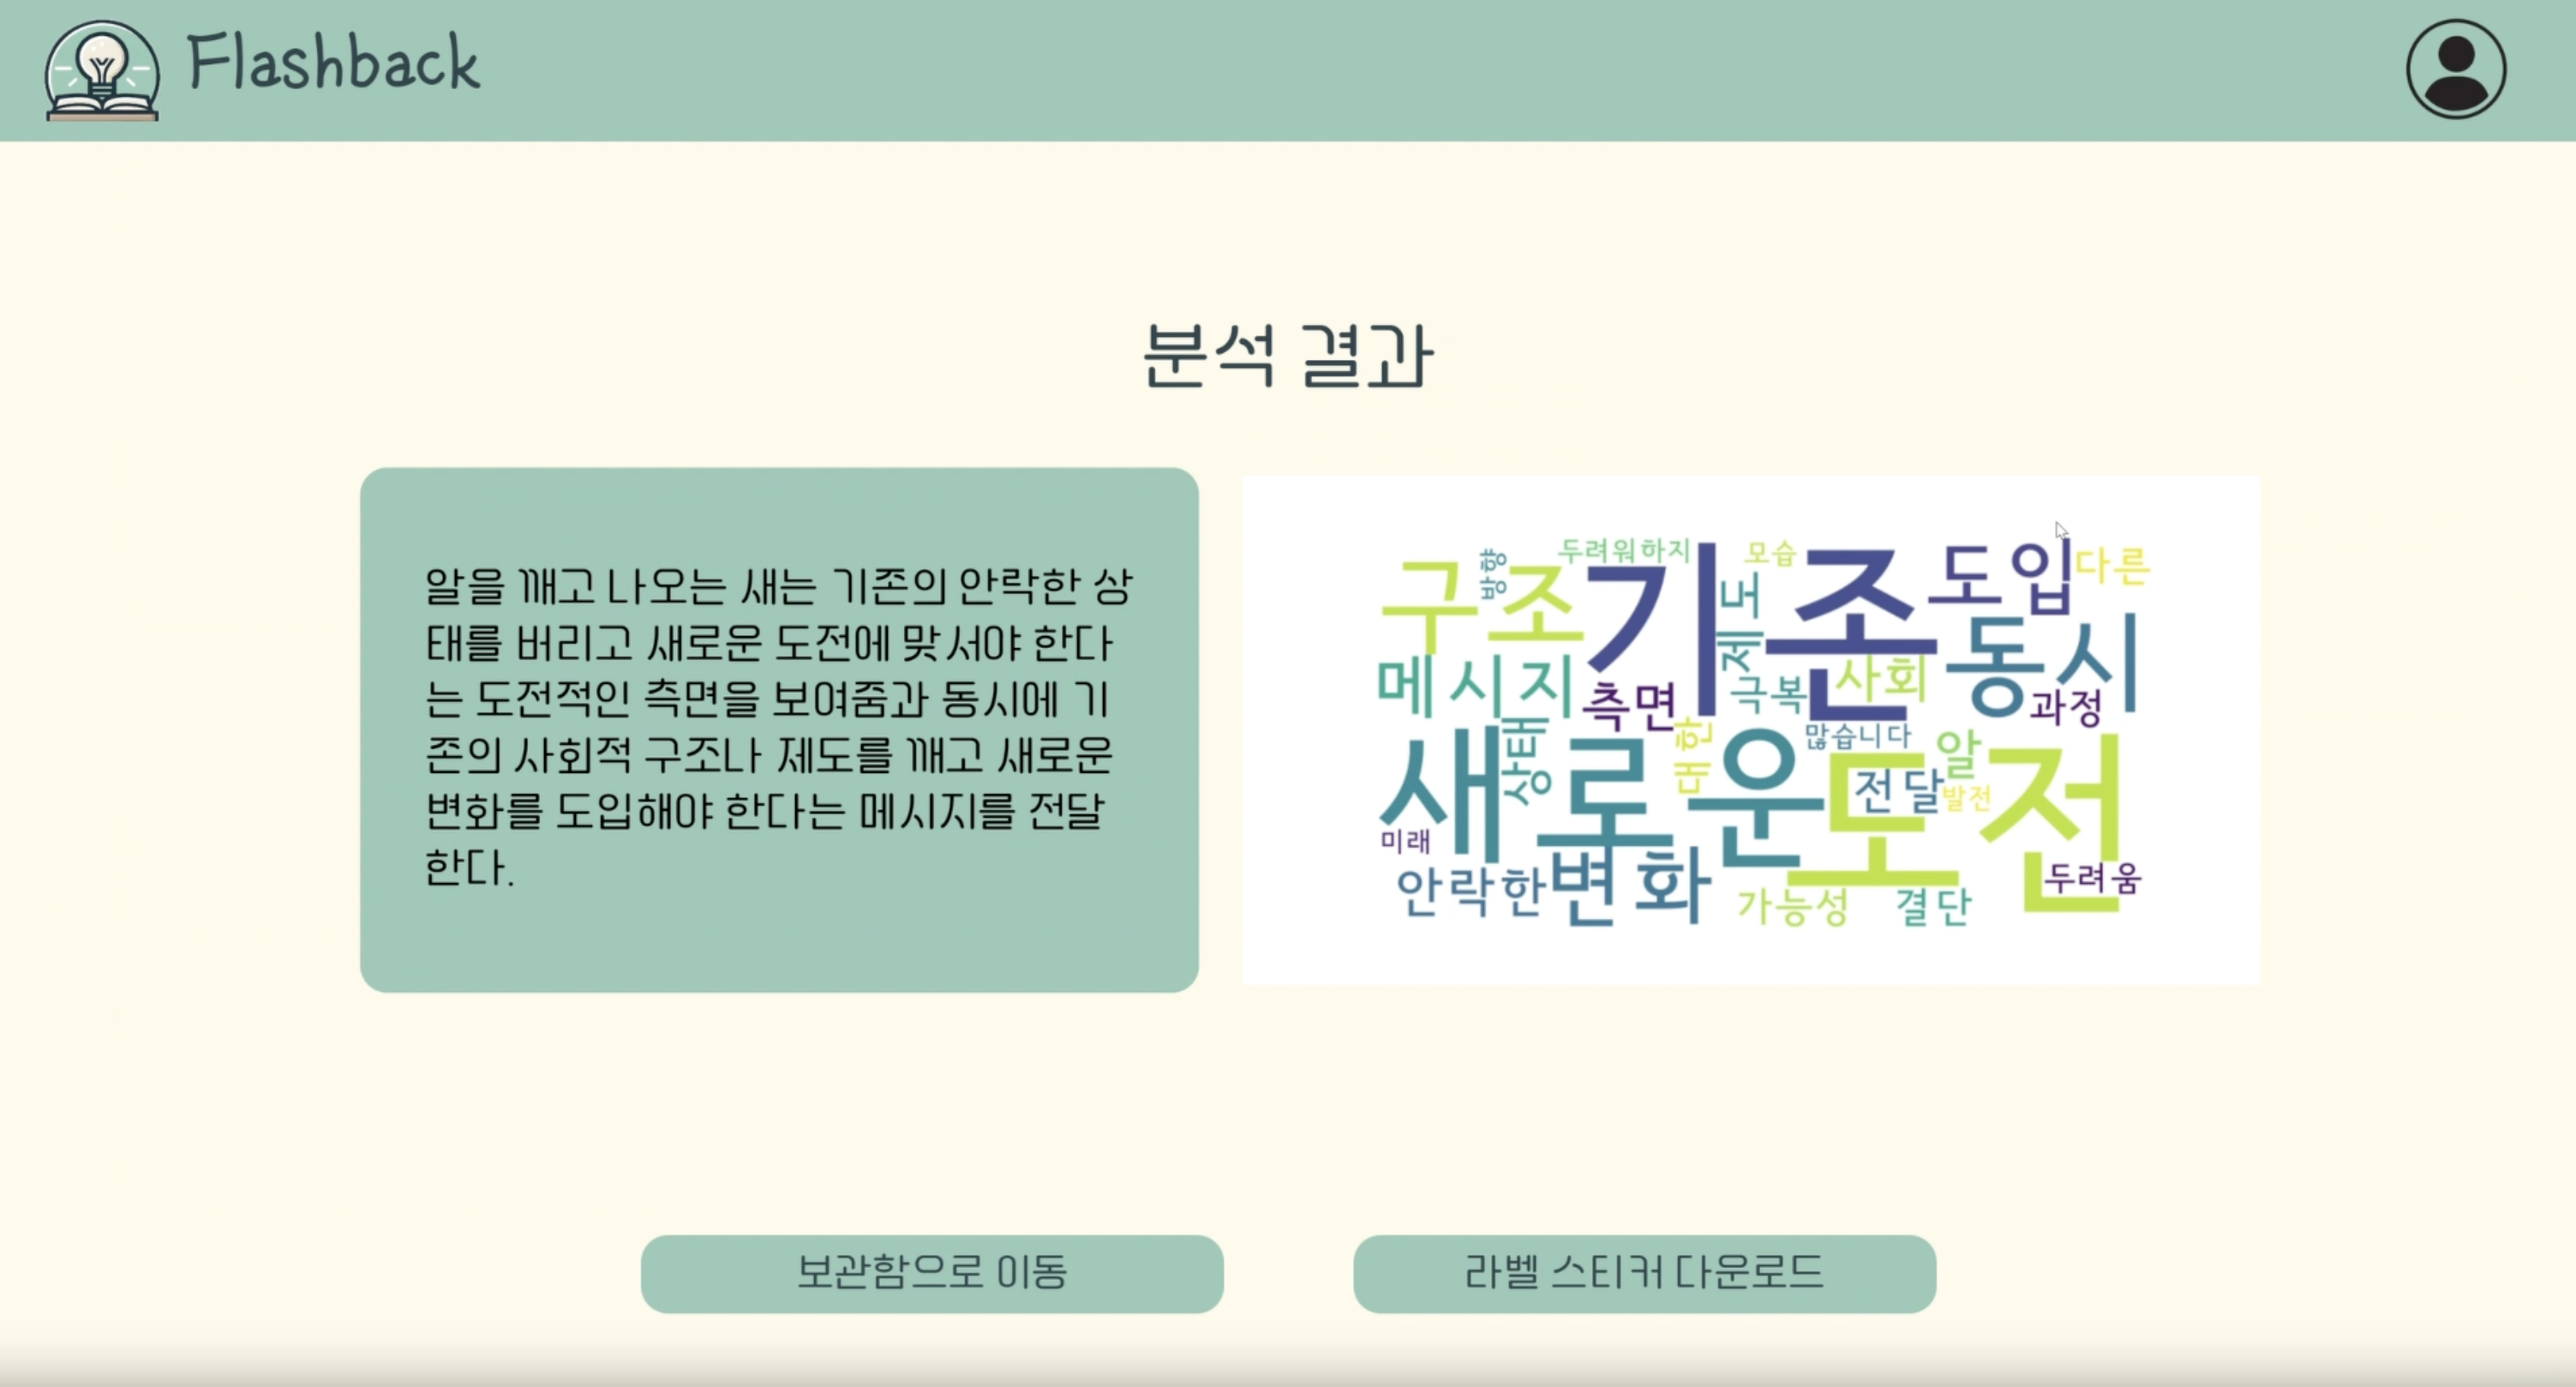 Flashback
분석 결과
알을 깨고 나오는 새는 기존의 안락한 상
태를 버리고 새로운 도전에 맞서야 한다
는 도전적인 측면을 보여줌과 동시에 기
존의 사회적 구조나 제도를 깨고 새로운
변화를 도입해야 한다는 메시지를 전달
한다.
구조
방향
두려워하지
기존
모습
도입
다른
제도
메시지
측면
극복
사회
동시
과정
새로운
상태
대한
많습니다
알
도전
전달
발전
미래
안락한
변화
가능성
결단
두려움
보관함으로 이동
라벨 스티커 다운로드